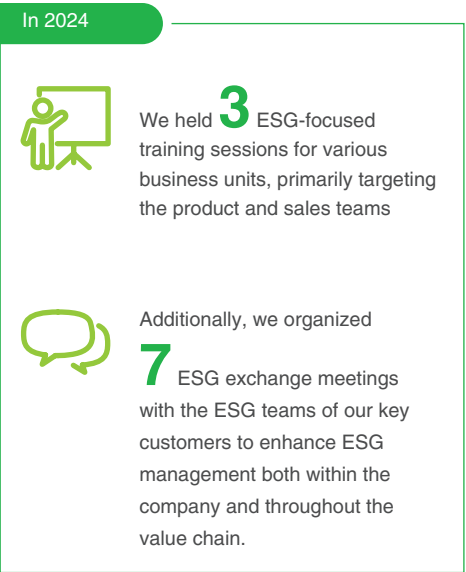 In 2024
We held 3 ESG-focused
training sessions for various
business units, primarily targeting
the product and sales teams
Additionally, we organized
7 ESG exchange meetings
with the ESG teams of our key
customers to enhance ESG
management both within the
company and throughout the
value chain.